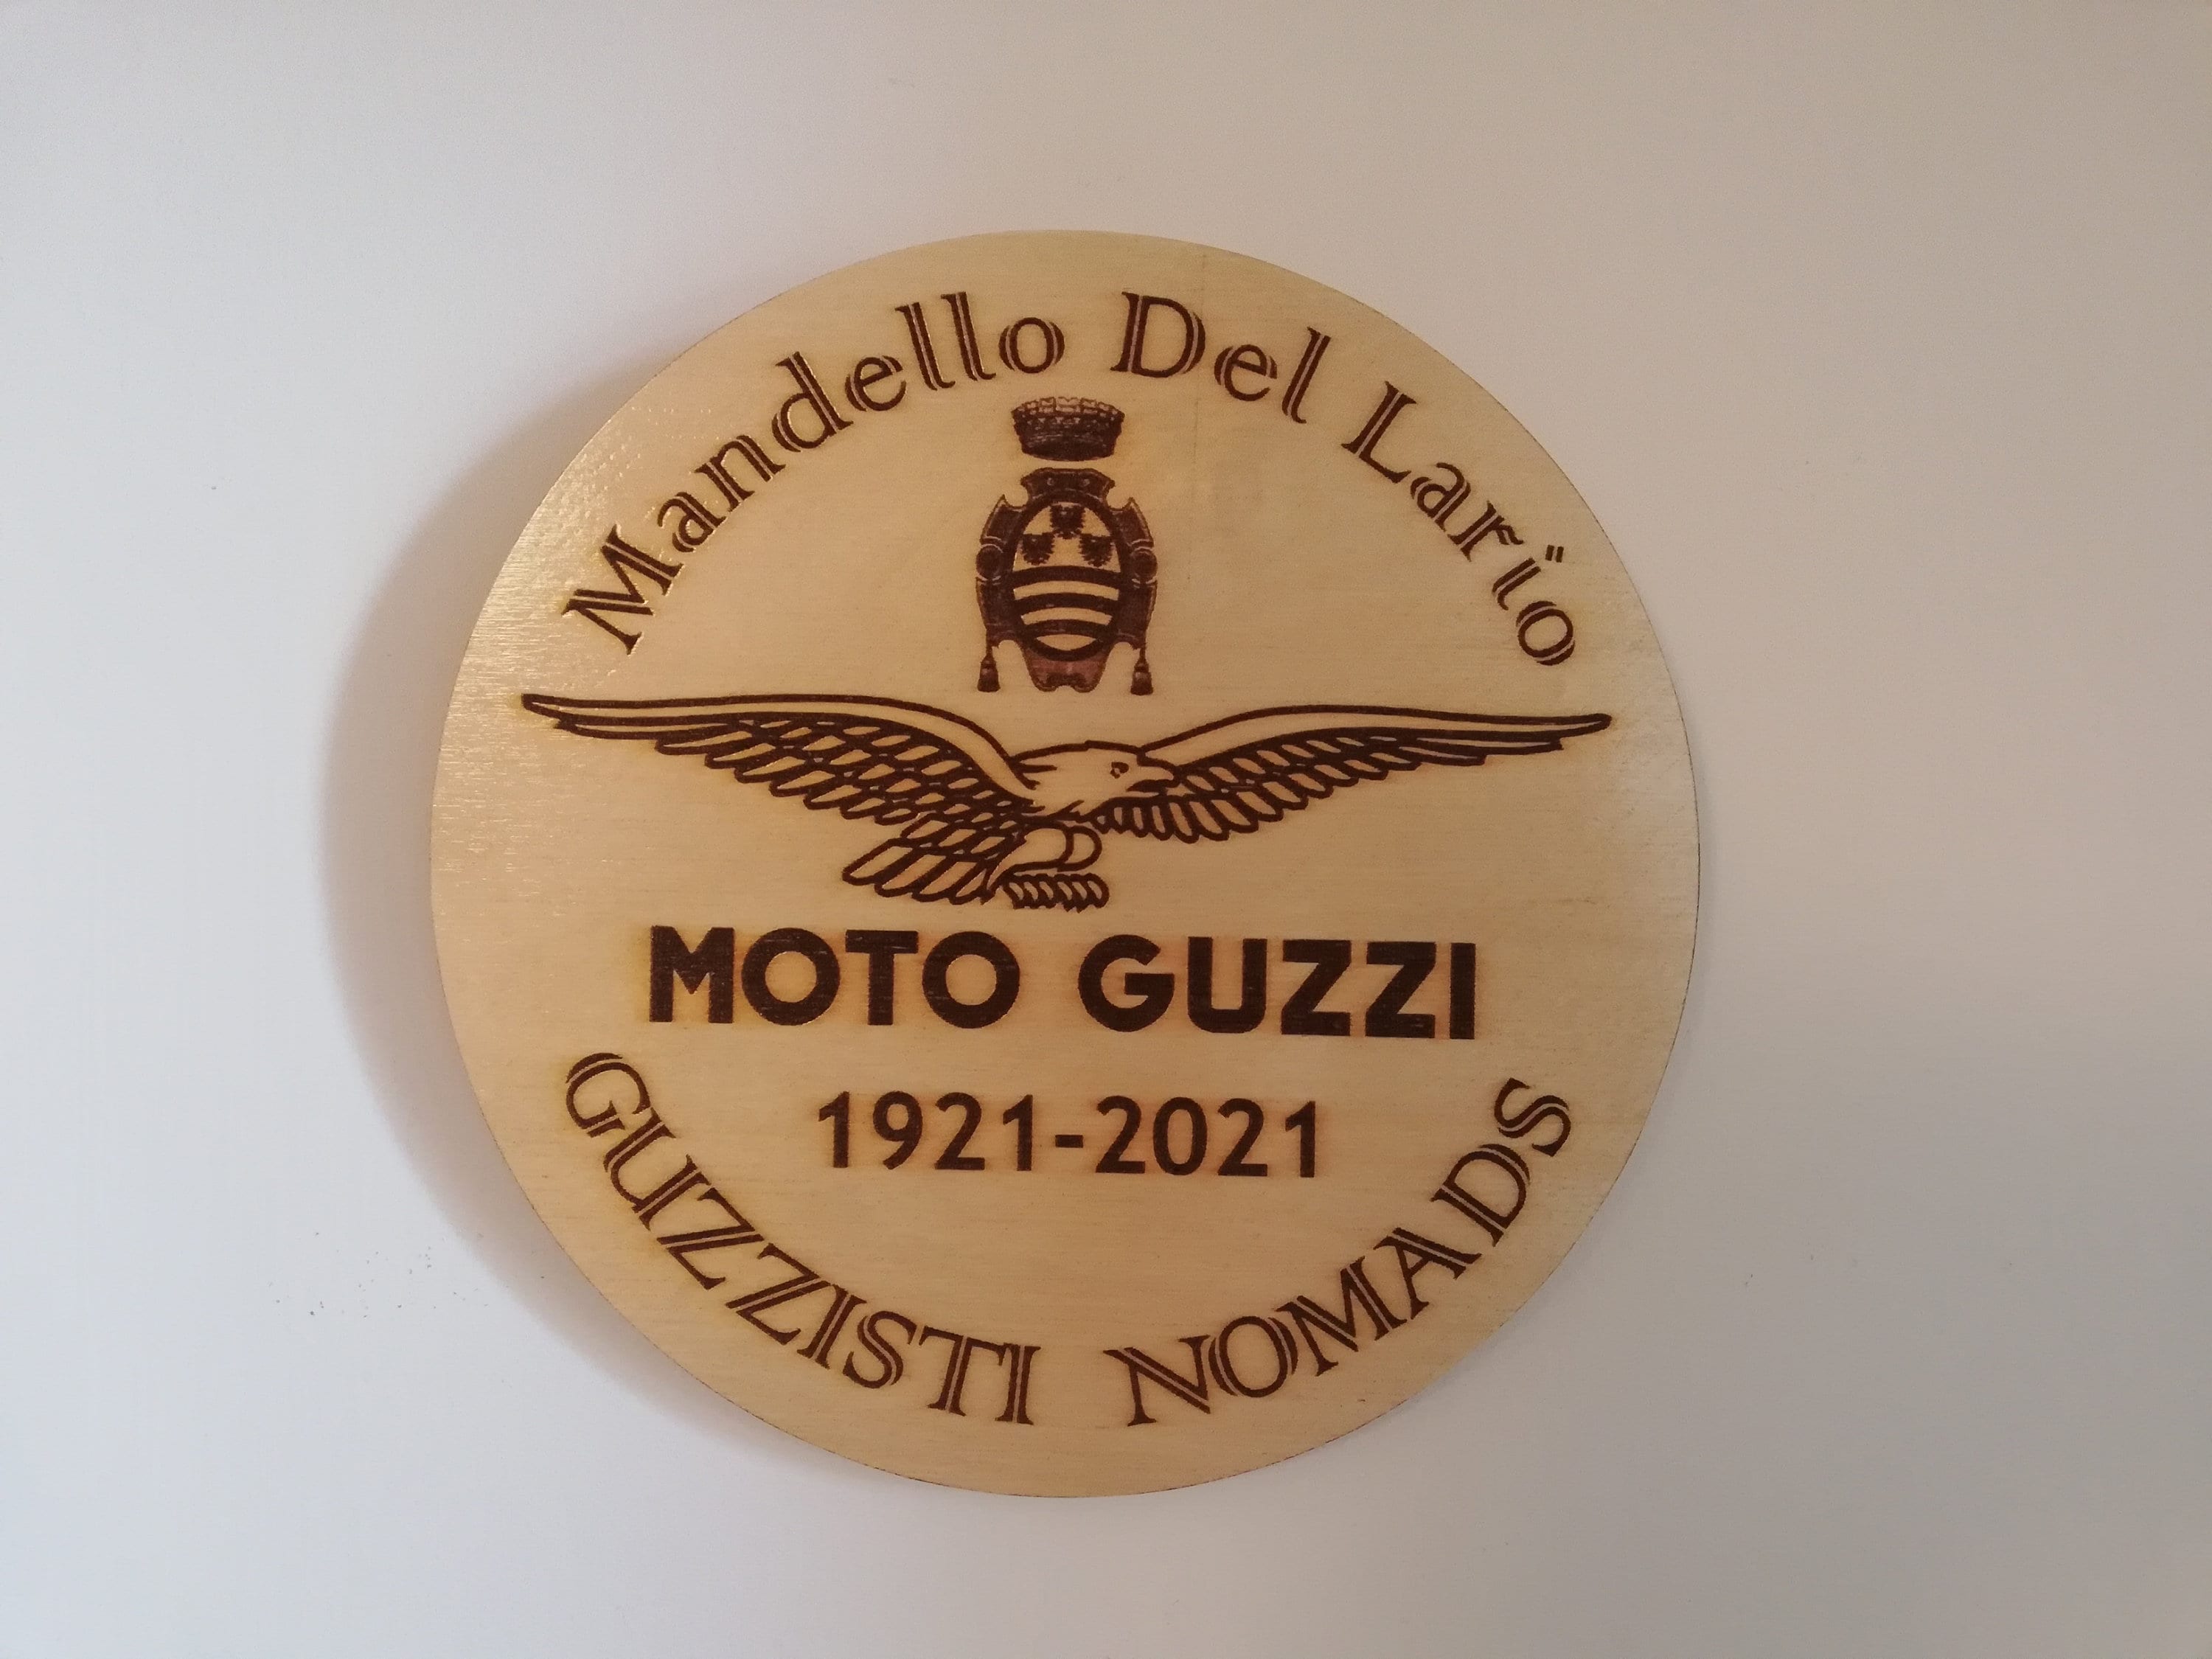 Mandello Del Lario
MOTO GUZZI
1921-2021
GUZZISTI NOMADS